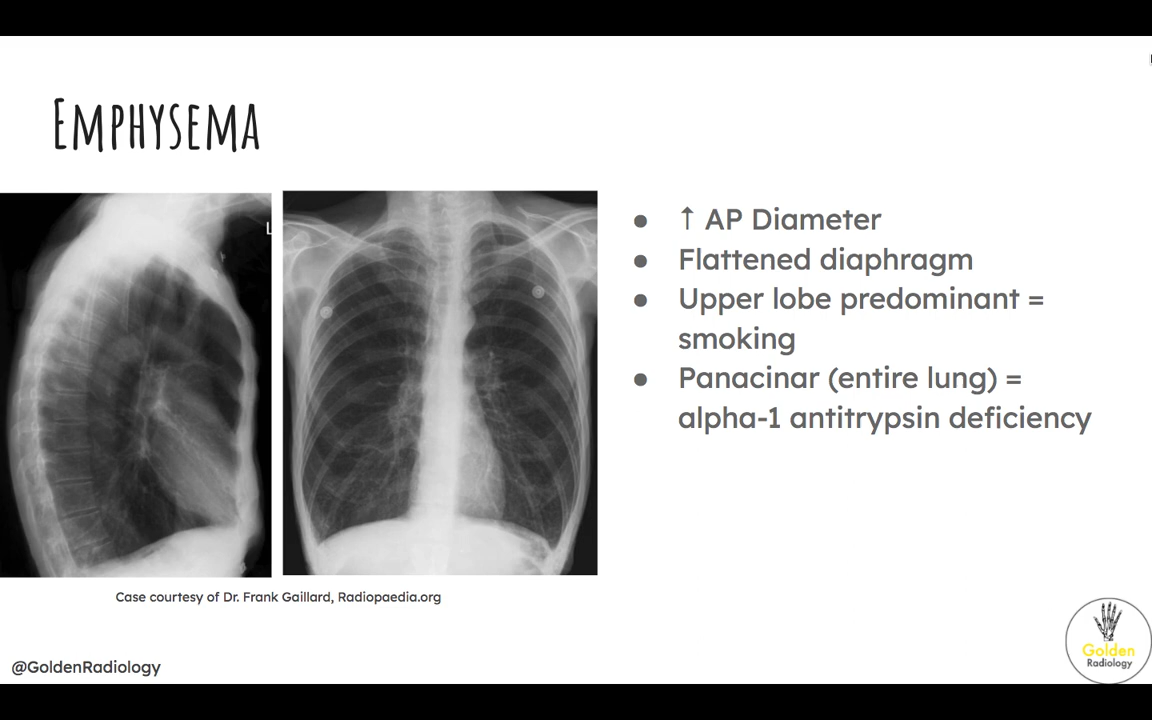 EMPHYSEMA
L
● ↑ AP Diameter
● Flattened diaphragm
● Upper lobe predominant =
smoking
● Panacinar (entire lung) =
alpha-1 antitrypsin deficiency
Case courtesy of Dr. Frank Gaillard, Radiopaedia.org
@GoldenRadiology
Golden
Radiology